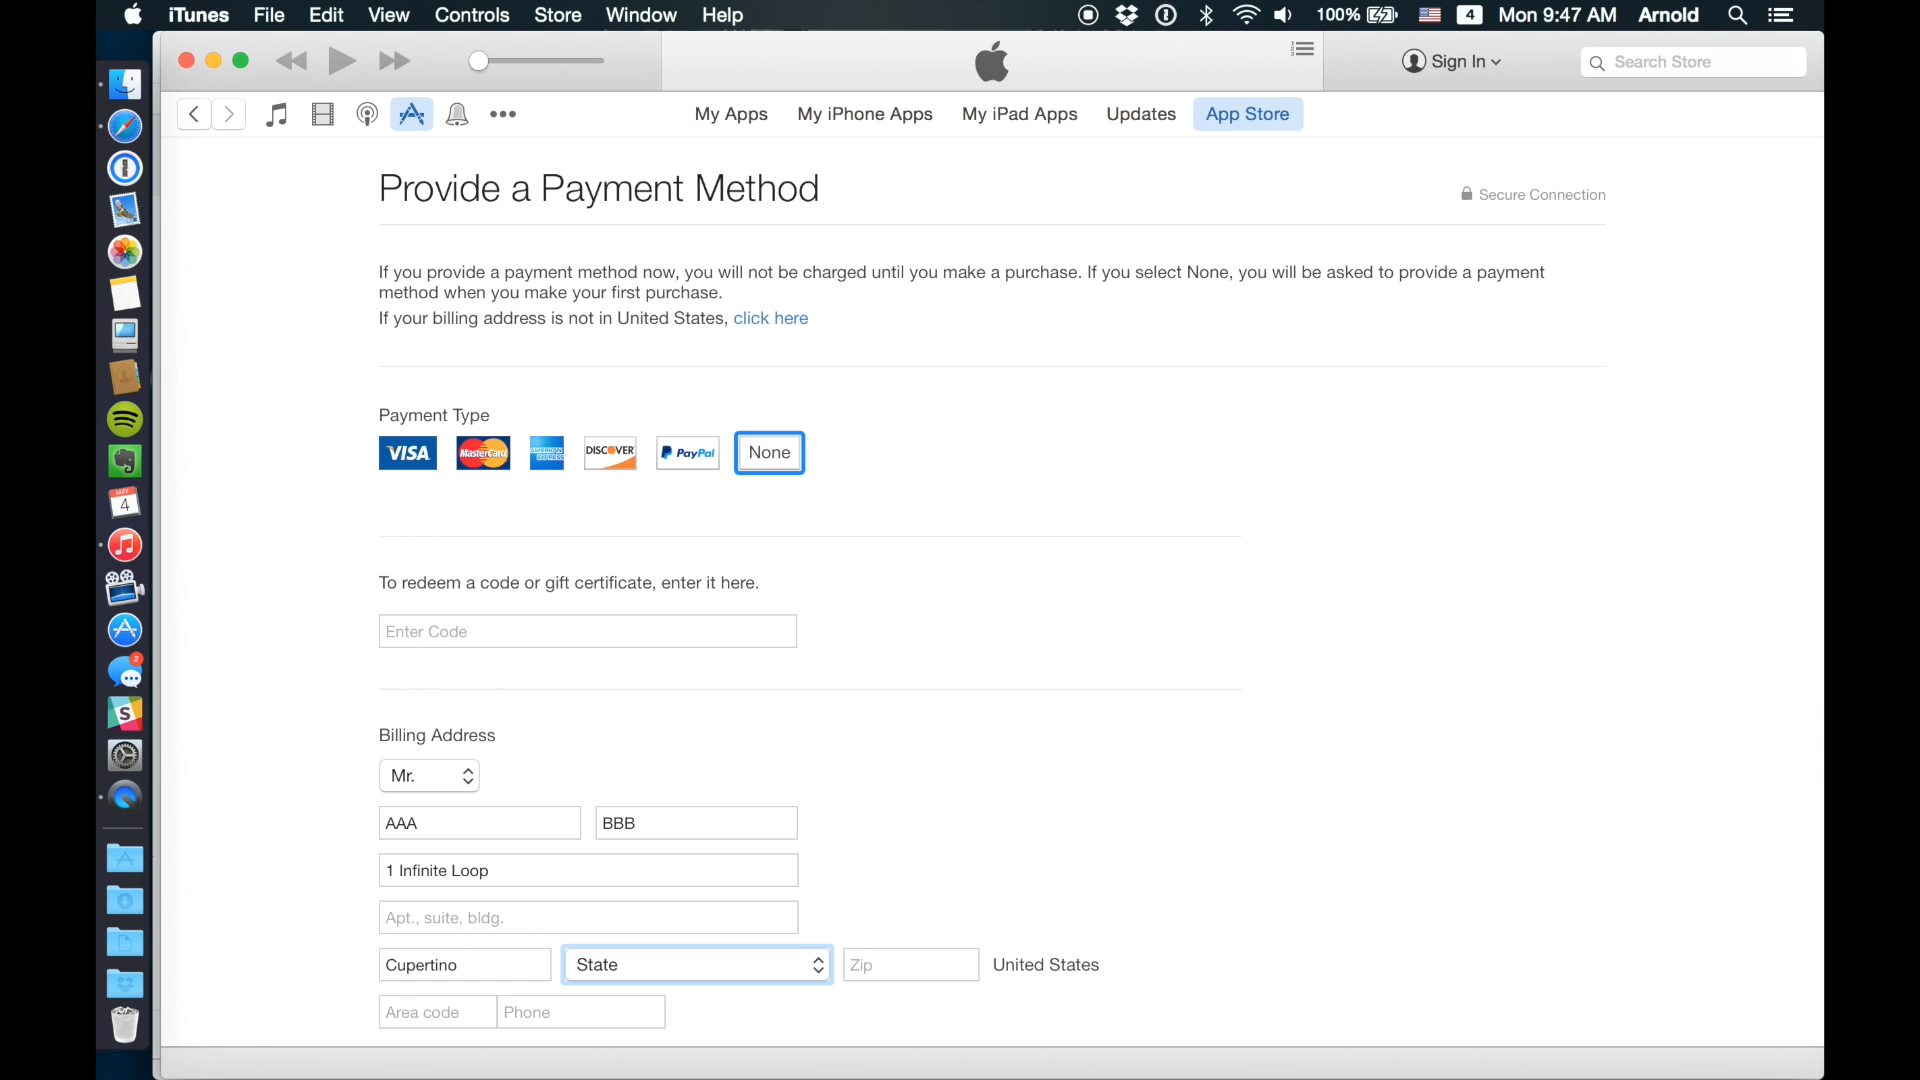 iTunes File Edit View Controls Store Window Help 100% 4 Mon 9:47 AM Arnold
Sign In
Search Store
My Apps My iPhone Apps My iPad Apps Updates App Store
Provide a Payment Method
Secure Connection
If you provide a payment method now, you will not be charged until you make a purchase. If you select None, you will be asked to provide a payment
method when you make your first purchase.
If your billing address is not in United States, click here
Payment Type
VISA MasterCard AMERICAN EXPRESS DISCOVER PayPal None
To redeem a code or gift certificate, enter it here.
Enter Code
Billing Address
Mr.
AAA BBB
1 Infinite Loop
Apt., suite, bldg.
Cupertino State Zip United States
Area code Phone
MAY
4
2
S